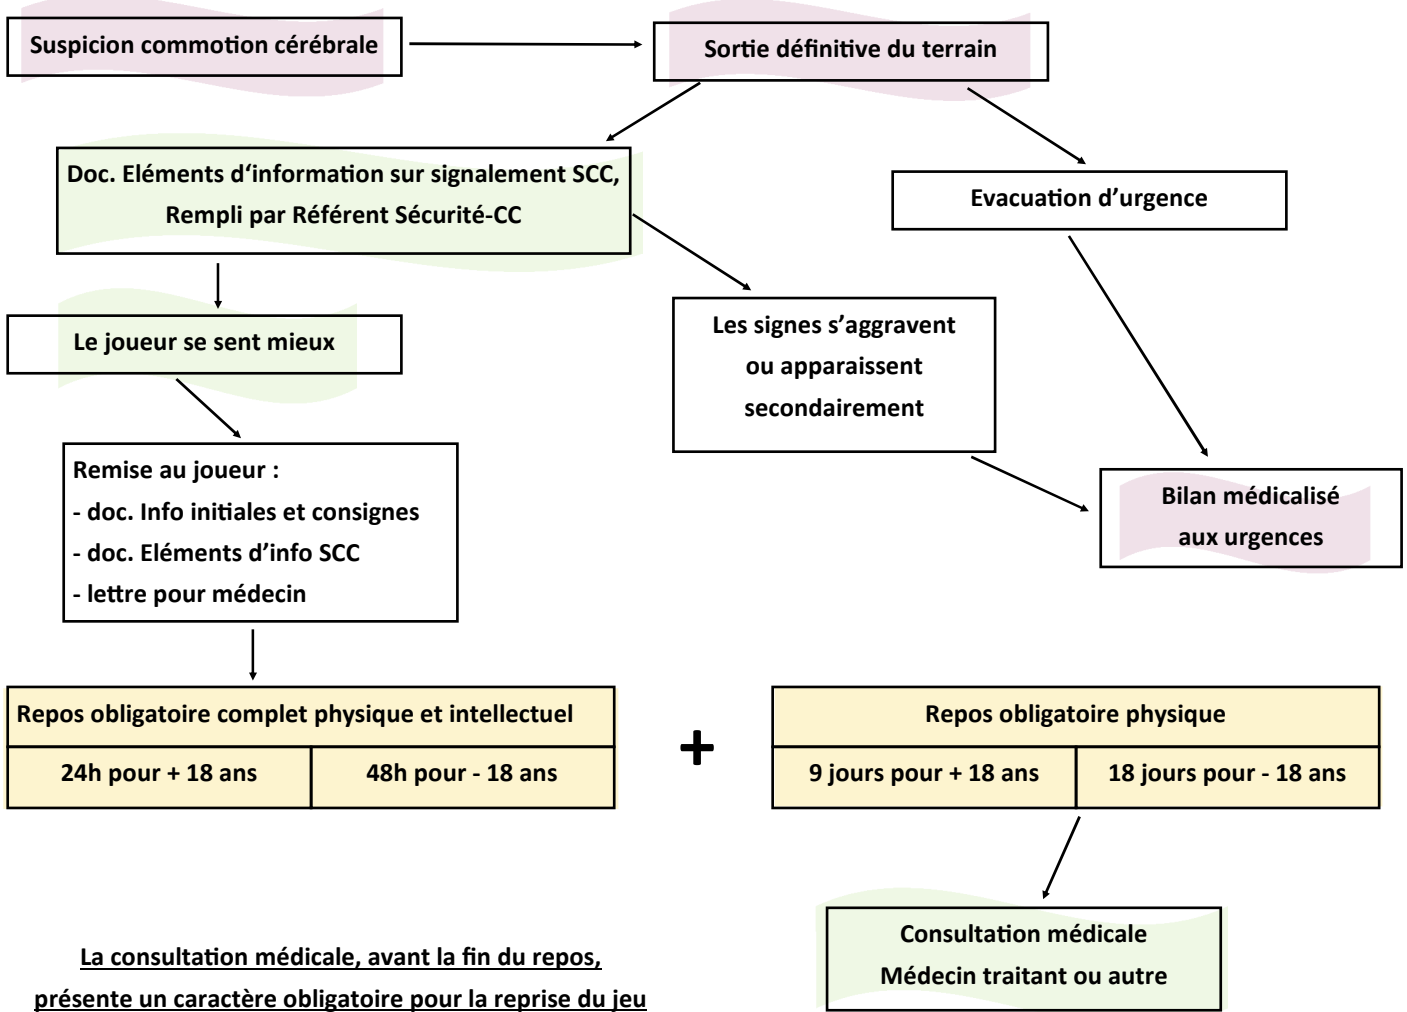 Suspicion commotion cérébrale
Sortie définitive du terrain
Doc. Eléments d‘information sur signalement SCC,
Rempli par Référent Sécurité-CC
Evacuation d’urgence
Le joueur se sent mieux
Les signes s’aggravent
ou apparaissent
secondairement
Remise au joueur :
- doc. Info initiales et consignes
- doc. Eléments d’info SCC
- lettre pour médecin
Bilan médicalisé
aux urgences
Repos obligatoire complet physique et intellectuel
24h pour + 18 ans
48h pour - 18 ans
+
Repos obligatoire physique
9 jours pour + 18 ans
18 jours pour - 18 ans
La consultation médicale, avant la fin du repos,
présente un caractère obligatoire pour la reprise du jeu
Consultation médicale
Médecin traitant ou autre